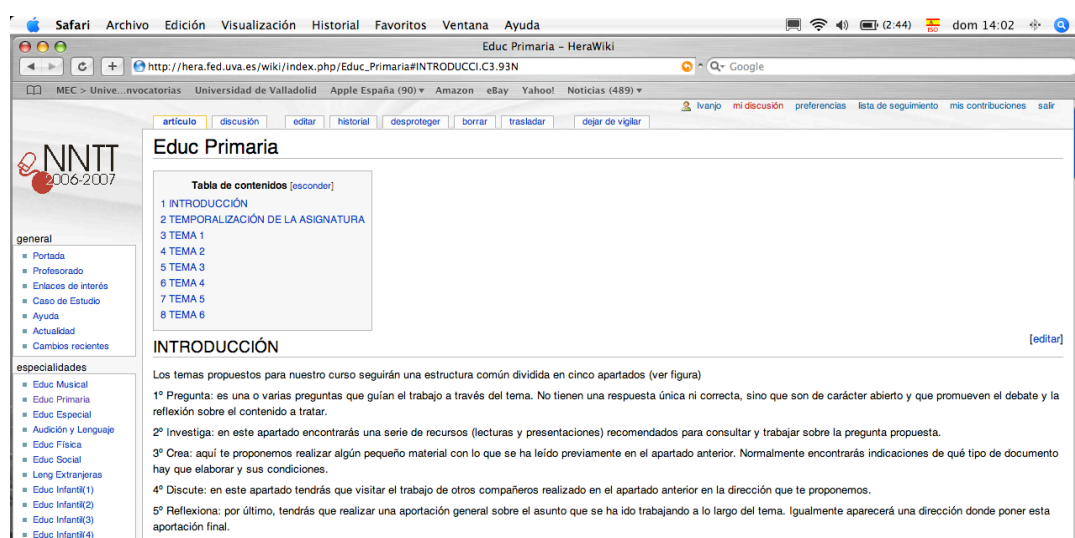 Safari Archivo Edición Visualización Historial Favoritos Ventana Ayuda (2:44) ISO dom 14:02
Educ Primaria – HeraWiki
http://hera.fed.uva.es/wiki/index.php/Educ_Primaria#INTRODUCCI.C3.93N Google
MEC > Unive...nvocatorias Universidad de Valladolid Apple España (90) Amazon eBay Yahoo! Noticias (489)
Ivanjo mi discusión preferencias lista de seguimiento mis contribuciones salir
artículo discusión editar historial desproteger borrar trasladar dejar de vigilar
NNTT
2006-2007
general
Portada
Profesorado
Enlaces de interés
Caso de Estudio
Ayuda
Actualidad
Cambios recientes
especialidades
Educ Musical
Educ Primaria
Educ Especial
Audición y Lenguaje
Educ Física
Educ Social
Leng Extranjeras
Educ Infantil(1)
Educ Infantil(2)
Educ Infantil(3)
Educ Infantil(4)
Educ Primaria
Tabla de contenidos [esconder]
1 INTRODUCCIÓN
2 TEMPORALIZACIÓN DE LA ASIGNATURA
3 TEMA 1
4 TEMA 2
5 TEMA 3
6 TEMA 4
7 TEMA 5
8 TEMA 6
INTRODUCCIÓN [editar]
Los temas propuestos para nuestro curso seguirán una estructura común dividida en cinco apartados (ver figura)
1º Pregunta: es una o varias preguntas que guían el trabajo a través del tema. No tienen una respuesta única ni correcta, sino que son de carácter abierto y que promueven el debate y la
reflexión sobre el contenido a tratar.
2º Investiga: en este apartado encontrarás una serie de recursos (lecturas y presentaciones) recomendados para consultar y trabajar sobre la pregunta propuesta.
3º Crea: aquí te proponemos realizar algún pequeño material con lo que se ha leído previamente en el apartado anterior. Normalmente encontrarás indicaciones de qué tipo de documento
hay que elaborar y sus condiciones.
4º Discute: en este apartado tendrás que visitar el trabajo de otros compañeros realizado en el apartado anterior en la dirección que te proponemos.
5º Reflexiona: por último, tendrás que realizar una aportación general sobre el asunto que se ha ido trabajando a lo largo del tema. Igualmente aparecerá una dirección donde poner esta
aportación final.